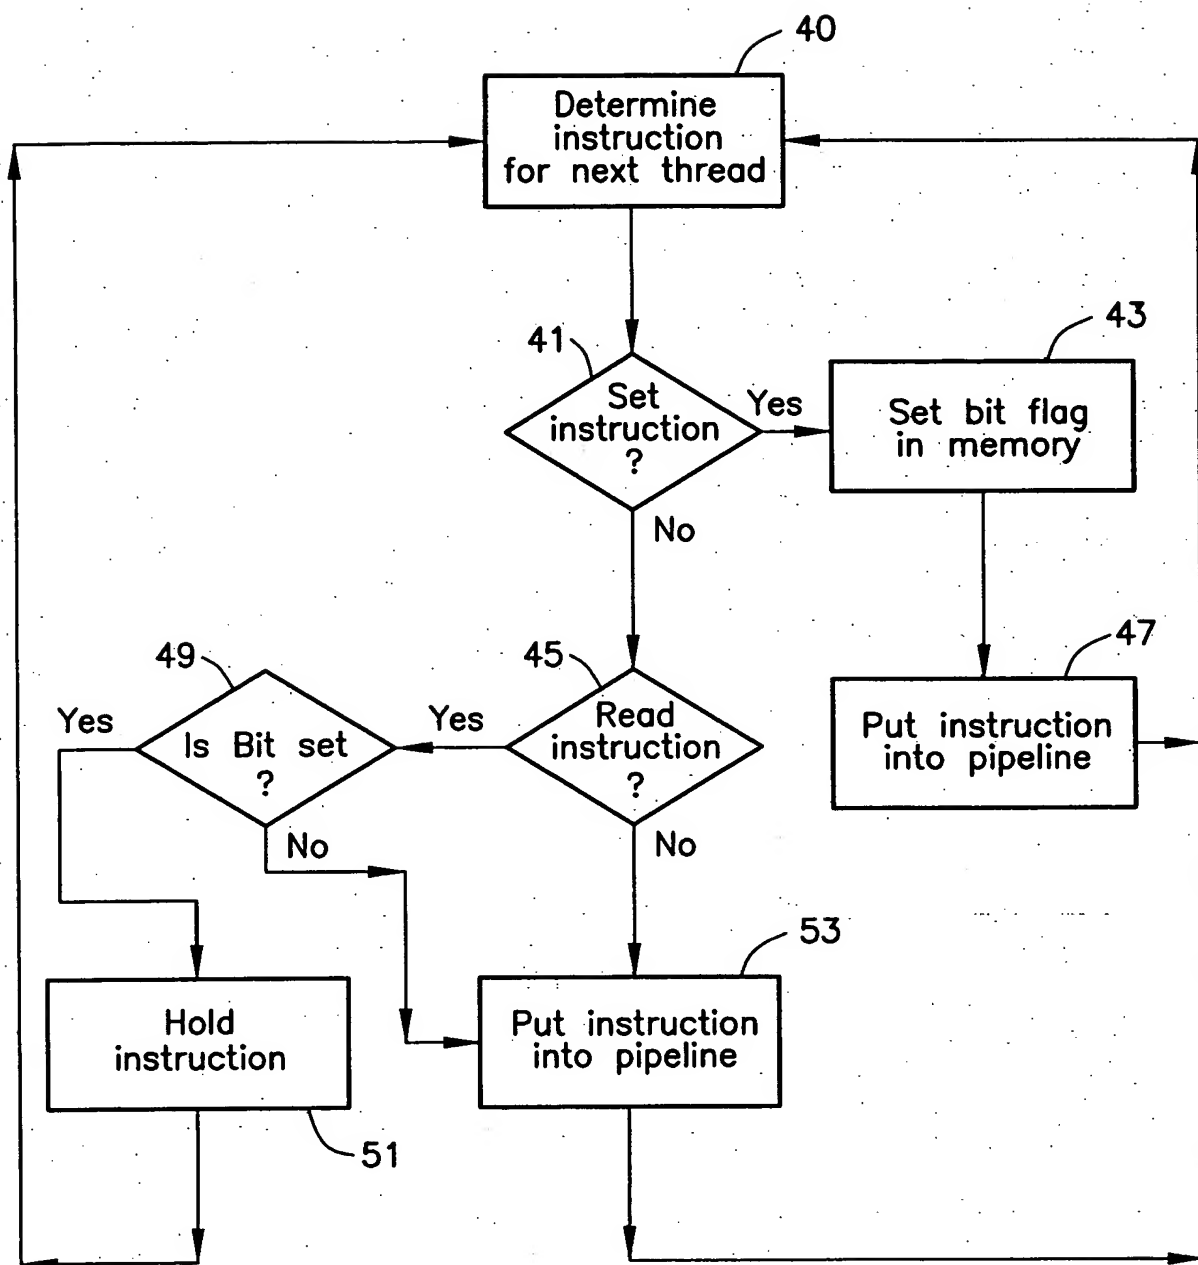 40
Determine
instruction
for next thread
41
Set
instruction
?
Yes
43
Set bit flag
in memory
No
47
Put instruction
into pipeline
45
Read
instruction
?
Yes
49
Is Bit set
?
Yes
No
No
53
Put instruction
into pipeline
Hold
instruction
51